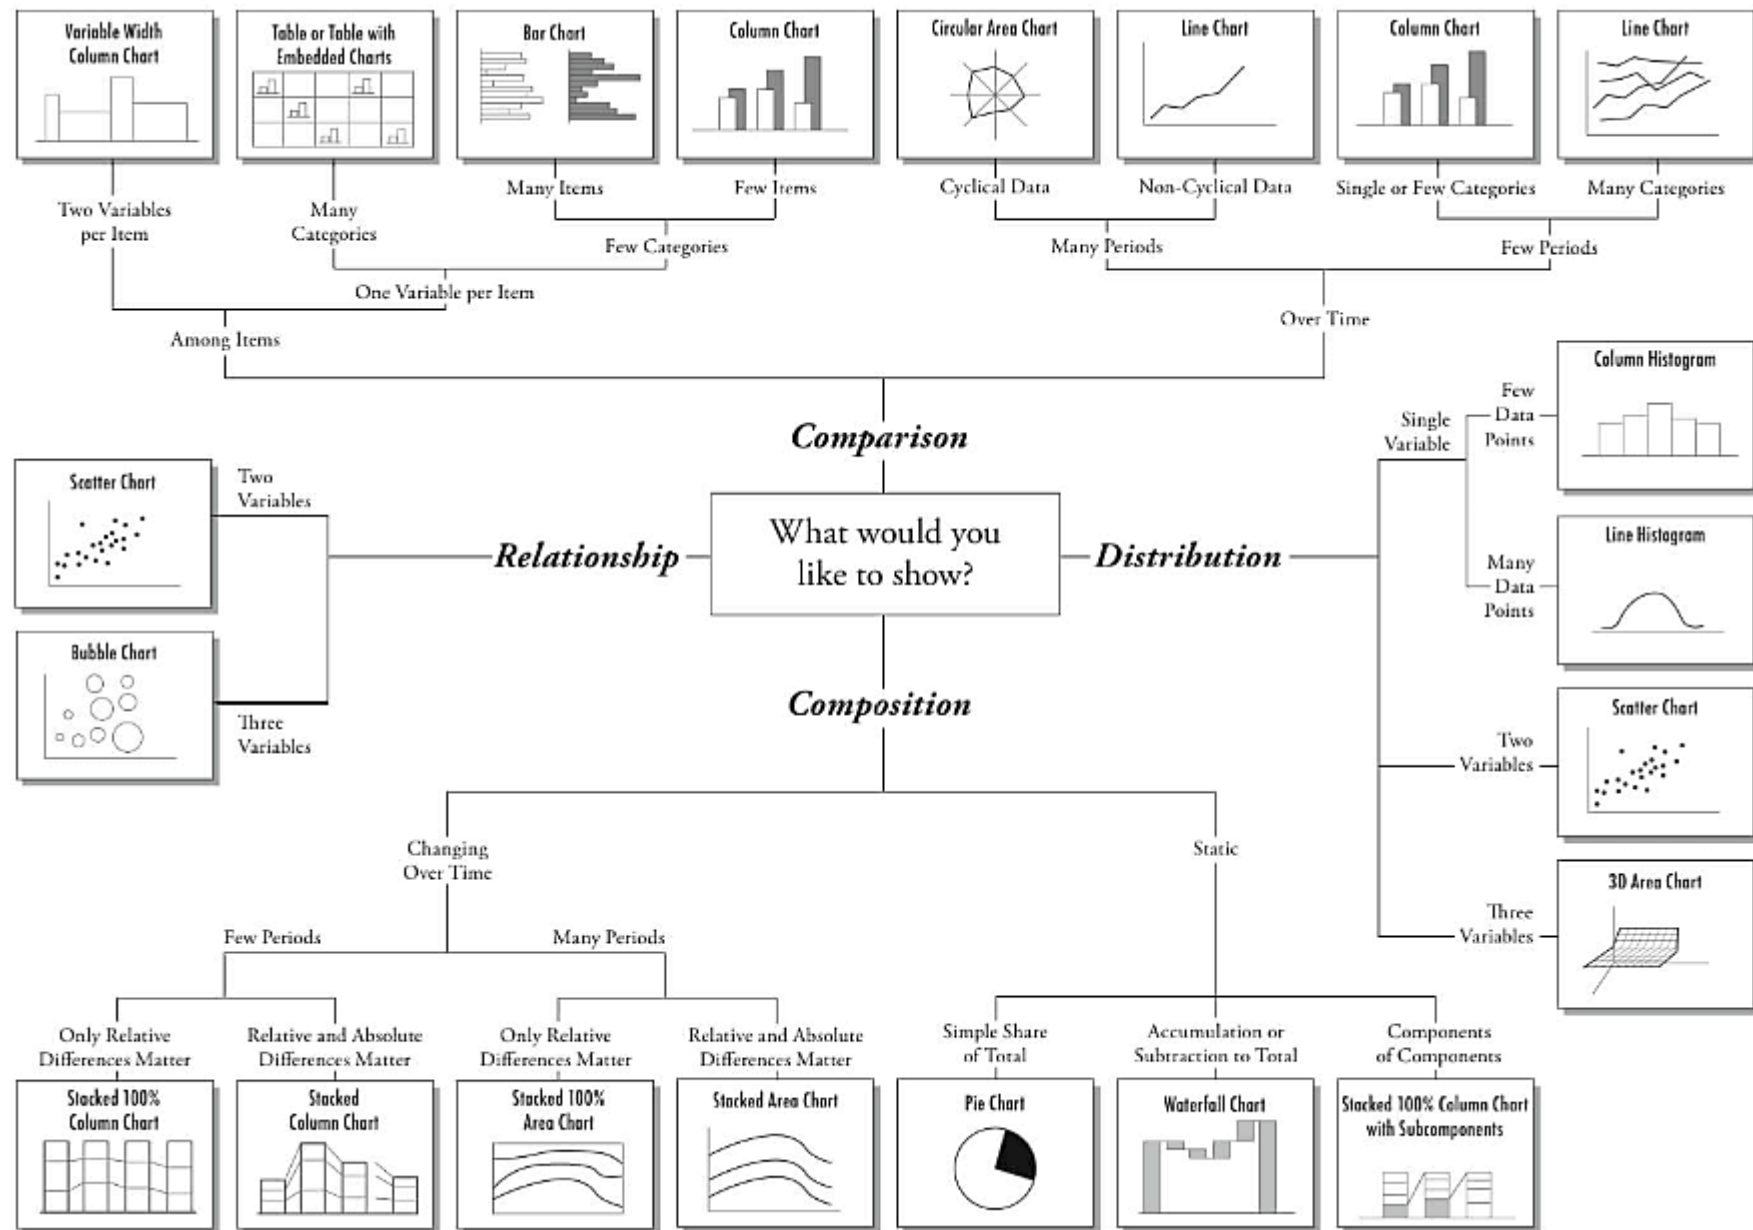 Variable Width
Column Chart
Table or Table with
Embedded Charts
Bar Chart
Column Chart
Circular Area Chart
Line Chart
Column Chart
Line Chart
Two Variables
per Item
Many
Categories
Many Items
Few Items
Cyclical Data
Non-Cyclical Data
Single or Few Categories
Many Categories
Few Categories
Many Periods
Few Periods
One Variable per Item
Among Items
Over Time
Comparison
What would you
like to show?
Relationship
Two
Variables
Scatter Chart
Three
Variables
Bubble Chart
Distribution
Single
Variable
Few
Data
Points
Column Histogram
Many
Data
Points
Line Histogram
Two
Variables
Scatter Chart
Three
Variables
3D Area Chart
Composition
Changing
Over Time
Static
Few Periods
Many Periods
Only Relative
Differences Matter
Relative and Absolute
Differences Matter
Only Relative
Differences Matter
Relative and Absolute
Differences Matter
Simple Share
of Total
Accumulation or
Subtraction to Total
Components
of Components
Stacked 100%
Column Chart
Stacked
Column Chart
Stacked 100%
Area Chart
Stacked Area Chart
Pie Chart
Waterfall Chart
Stacked 100% Column Chart
with Subcomponents